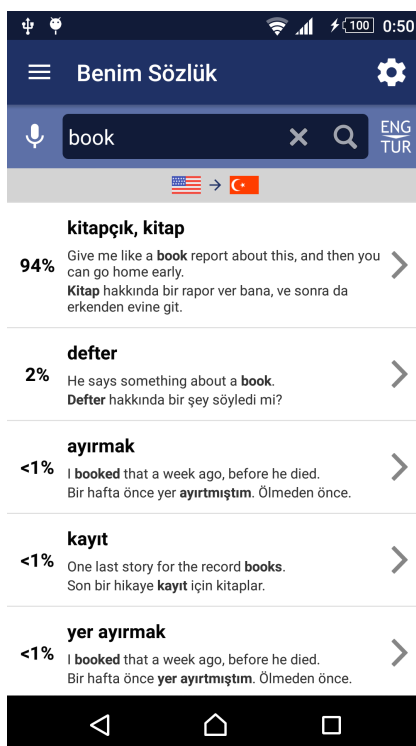 100 0:50
Benim Sözlük
book
ENG
TUR
kitapçık, kitap
94%
Give me like a book report about this, and then you
can go home early.
Kitap hakkında bir rapor ver bana, ve sonra da
erkenden evine git.
defter
2%
He says something about a book.
Defter hakkında bir şey söyledi mi?
ayırmak
<1%
I booked that a week ago, before he died.
Bir hafta önce yer ayırtmıştım. Ölmeden önce.
kayıt
<1%
One last story for the record books.
Son bir hikaye kayıt için kitaplar.
yer ayırmak
<1%
I booked that a week ago, before he died.
Bir hafta önce yer ayırtmıştım. Ölmeden önce.